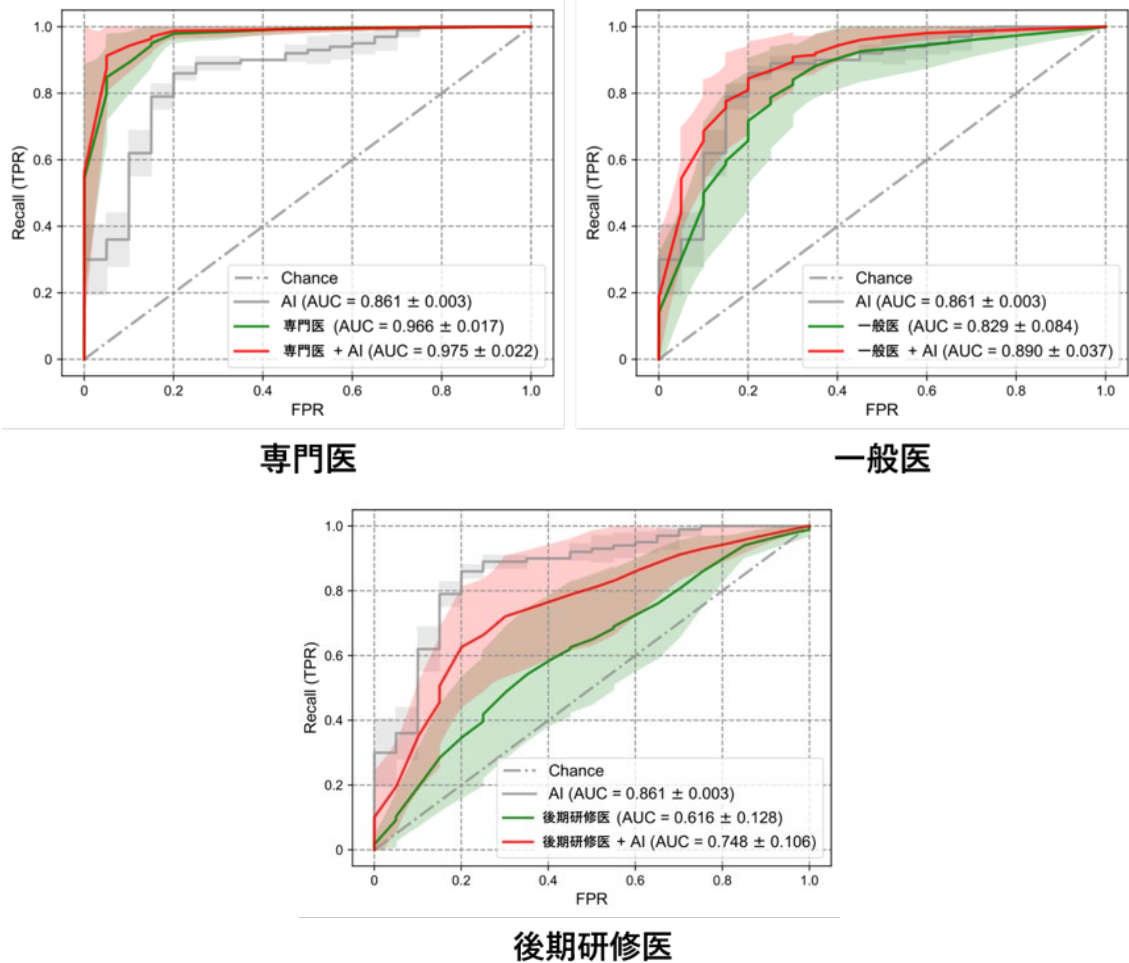 1.0
0.8
0.6
0.4
0.2
0
Recall (TPR)
Chance
AI (AUC = 0.861 ± 0.003)
専門医 (AUC = 0.966 ± 0.017)
専門医 + AI (AUC = 0.975 ± 0.022)
0 0.2 0.4 0.6 0.8 1.0
FPR
専門医
1.0
0.8
0.6
0.4
0.2
0
Recall (TPR)
Chance
AI (AUC = 0.861 ± 0.003)
一般医 (AUC = 0.829 ± 0.084)
一般医 + AI (AUC = 0.890 ± 0.037)
0 0.2 0.4 0.6 0.8 1.0
FPR
一般医
1.0
0.8
0.6
0.4
0.2
0
Recall (TPR)
Chance
AI (AUC = 0.861 ± 0.003)
後期研修医 (AUC = 0.616 ± 0.128)
後期研修医 + AI (AUC = 0.748 ± 0.106)
0 0.2 0.4 0.6 0.8 1.0
FPR
後期研修医